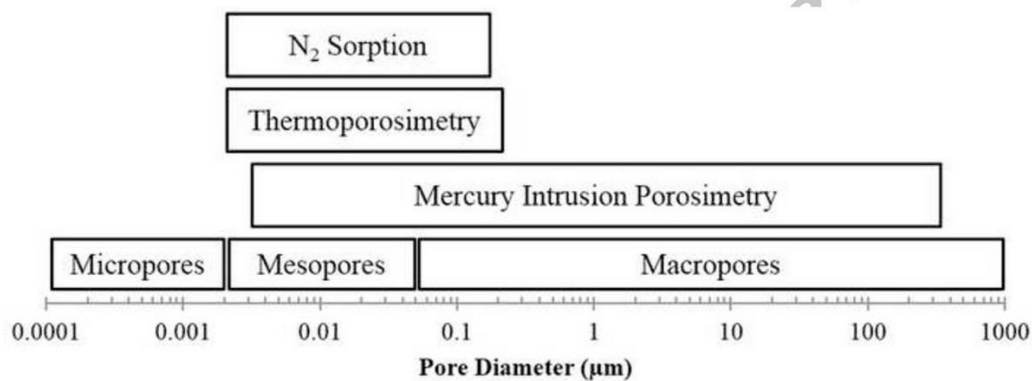 N₂ Sorption
Thermoporosimetry
Mercury Intrusion Porosimetry
Micropores Mesopores Macropores
0.0001 0.001 0.01 0.1 1 10 100 1000
Pore Diameter (µm)